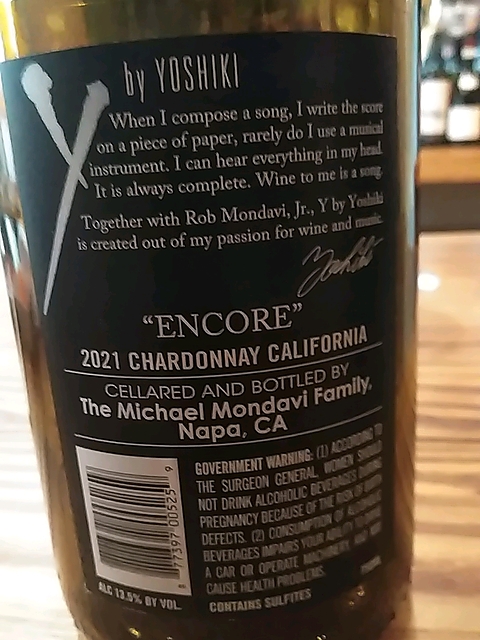 Y by YOSHIKI
When I compose a song, I write the score
on a piece of paper, rarely do I use a musical
instrument. I can hear everything in my head.
It is always complete. Wine to me is a song.
Together with Rob Mondavi, Jr., Y by Yoshiki
is created out of my passion for wine and music.
Yoshiki
“ENCORE”
2021 CHARDONNAY CALIFORNIA
CELLARED AND BOTTLED BY
The Michael Mondavi Family,
Napa, CA
GOVERNMENT WARNING: (1) ACCORDING TO
THE SURGEON GENERAL, WOMEN SHOULD
NOT DRINK ALCOHOLIC BEVERAGES DURING
PREGNANCY BECAUSE OF THE RISK OF BIRTH
DEFECTS. (2) CONSUMPTION OF ALCOHOLIC
BEVERAGES IMPAIRS YOUR ABILITY TO DRIVE
A CAR OR OPERATE MACHINERY, AND MAY
CAUSE HEALTH PROBLEMS.
CONTAINS SULFITES
8 77397 00525 9
ALC 13.5% BY VOL.